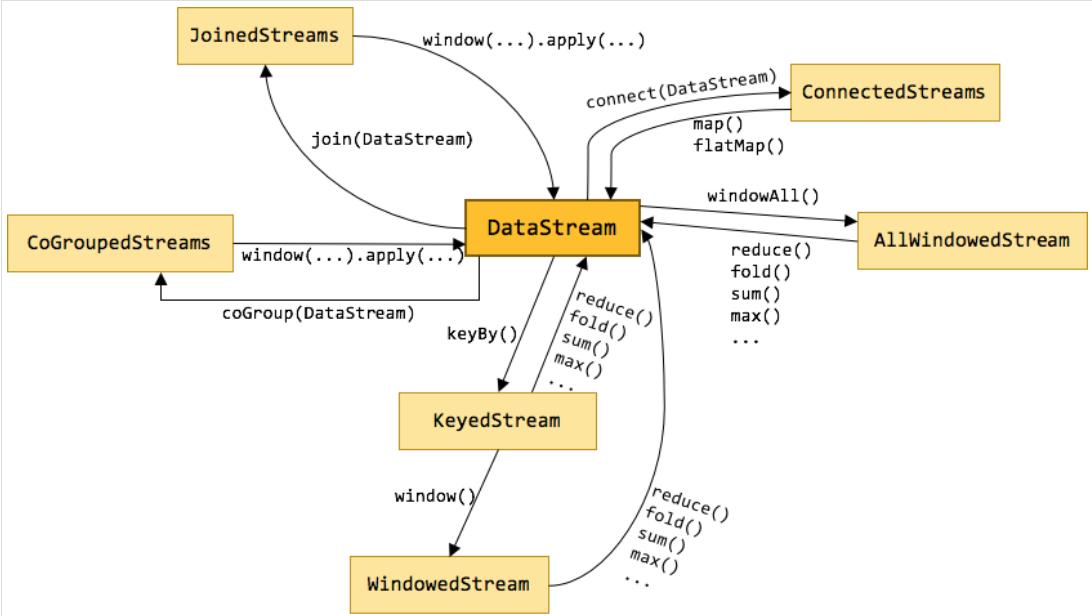 JoinedStreams
window(...).apply(...)
connect(DataStream)
ConnectedStreams
map()
flatMap()
join(DataStream)
windowAll()
DataStream
CoGroupedStreams
window(...).apply(...)
AllWindowedStream
reduce()
fold()
sum()
max()
...
coGroup(DataStream)
keyBy()
reduce()
fold()
sum()
max()
...
KeyedStream
window()
reduce()
fold()
sum()
max()
...
WindowedStream